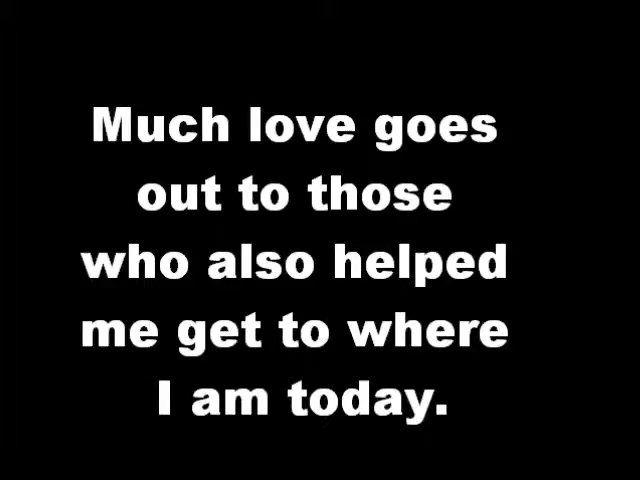 Much love goes
out to those
who also helped
me get to where
I am today.